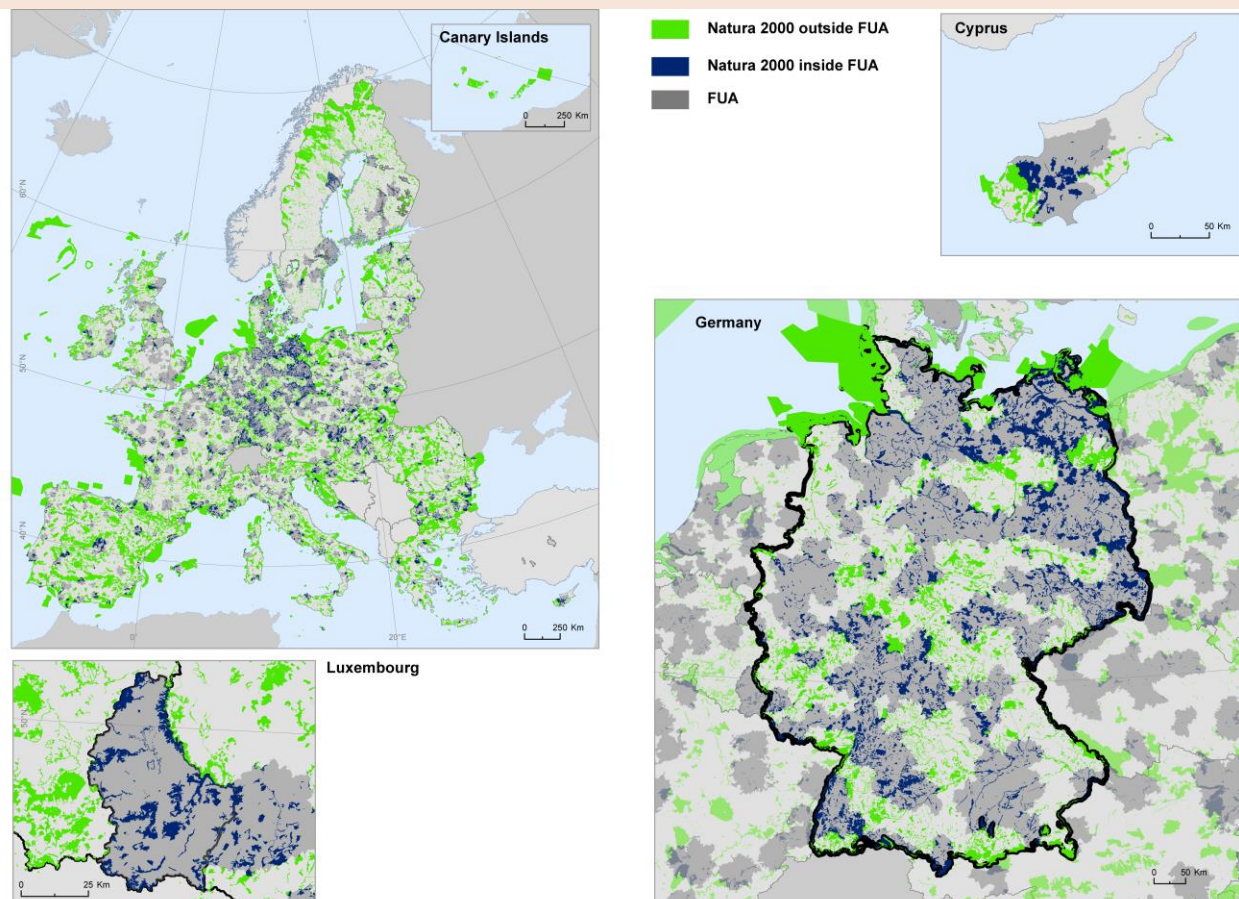 Canary Islands
0 250 Km
60°N
50°N
40°N
0°
20°E
0 250 Km
Natura 2000 outside FUA
Natura 2000 inside FUA
FUA
Cyprus
0 50 Km
Luxembourg
50°N
0 25 Km
Germany
0 50 Km